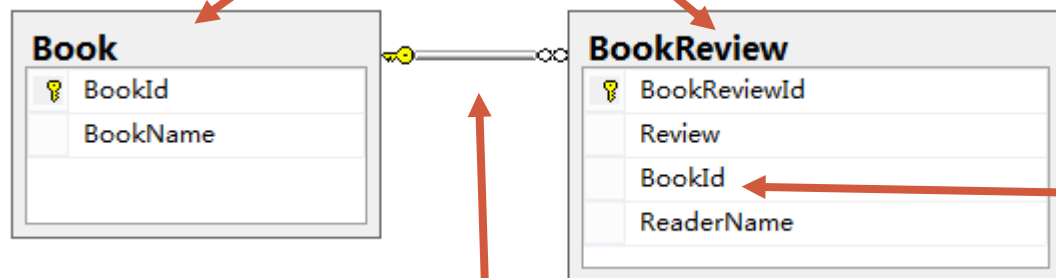 Book
BookId
BookName
BookReview
BookReviewId
Review
BookId
ReaderName